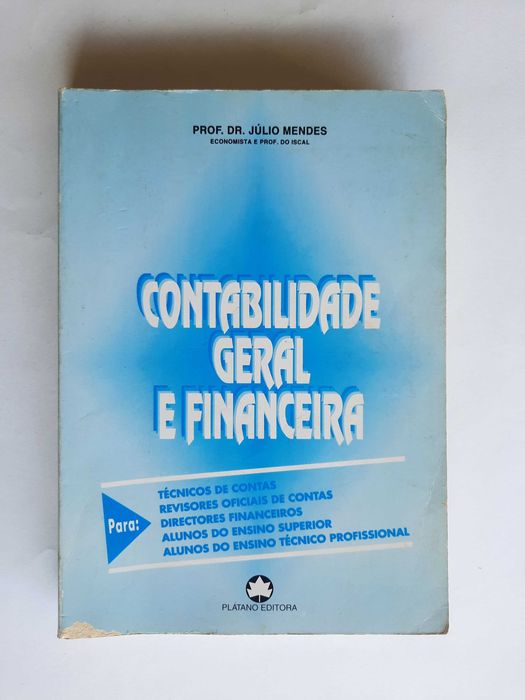 PROF. DR. JÚLIO MENDES
ECONOMISTA E PROF. DO ISCAL
CONTABILIDADE
GERAL
E FINANCEIRA
Para:
TÉCNICOS DE CONTAS
REVISORES OFICIAIS DE CONTAS
DIRECTORES FINANCEIROS
ALUNOS DO ENSINO SUPERIOR
ALUNOS DO ENSINO TÉCNICO PROFISSIONAL
PLÁTANO EDITORA